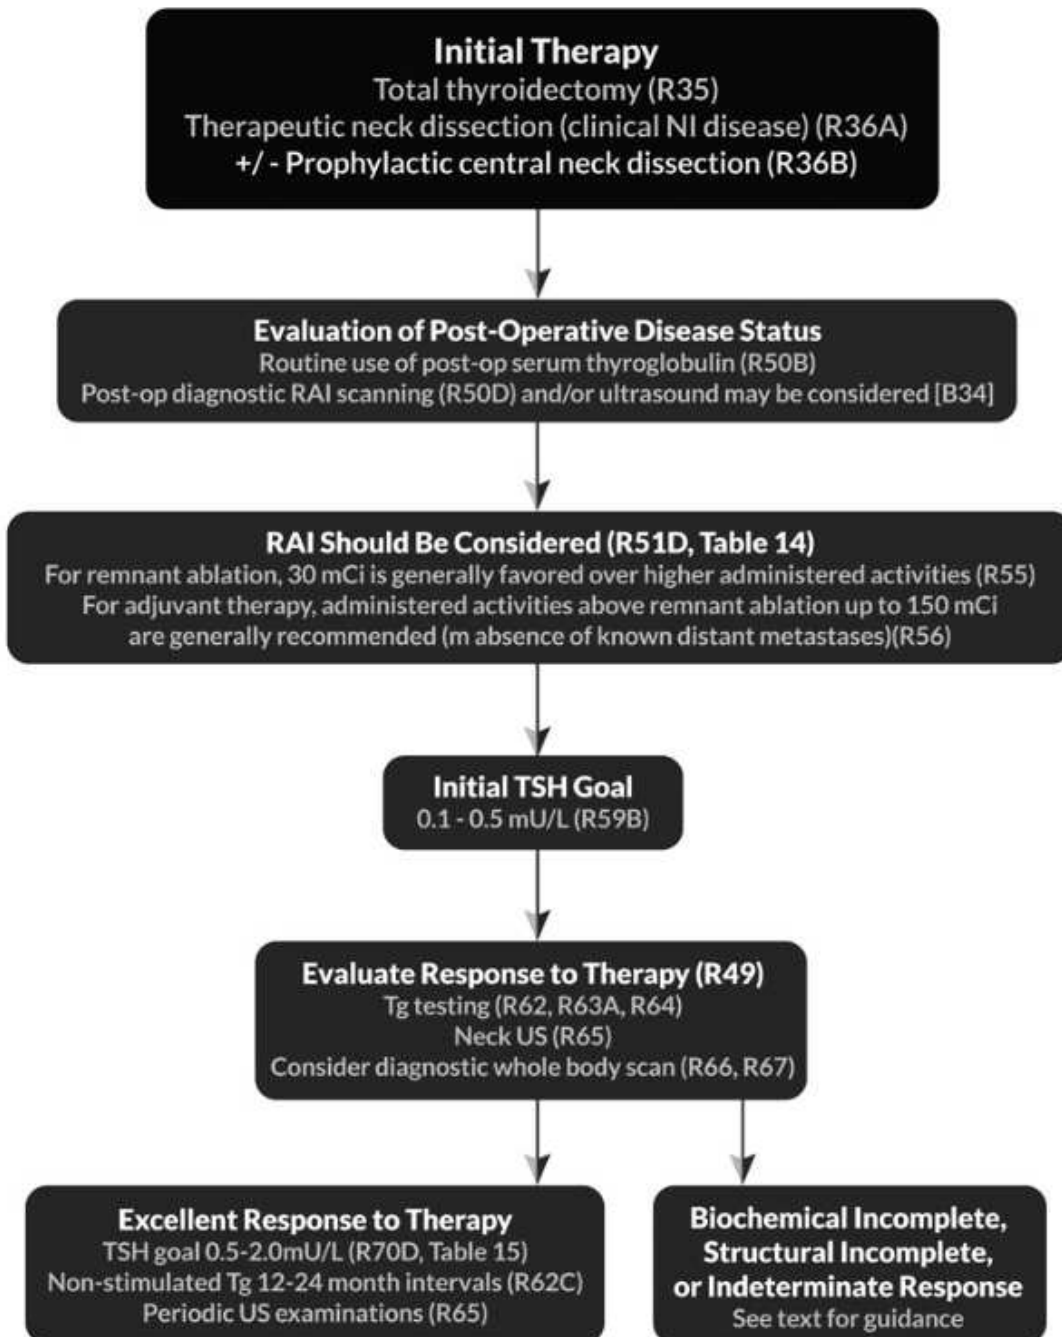 Initial Therapy
Total thyroidectomy (R35)
Therapeutic neck dissection (clinical NI disease) (R36A)
+/ - Prophylactic central neck dissection (R36B)
Evaluation of Post-Operative Disease Status
Routine use of post-op serum thyroglobulin (R50B)
Post-op diagnostic RAI scanning (R50D) and/or ultrasound may be considered [B34]
RAI Should Be Considered (R51D, Table 14)
For remnant ablation, 30 mCi is generally favored over higher administered activities (R55)
For adjuvant therapy, administered activities above remnant ablation up to 150 mCi
are generally recommended (m absence of known distant metastases)(R56)
Initial TSH Goal
0.1 - 0.5 mU/L (R59B)
Evaluate Response to Therapy (R49)
Tg testing (R62, R63A, R64)
Neck US (R65)
Consider diagnostic whole body scan (R66, R67)
Excellent Response to Therapy
TSH goal 0.5-2.0mU/L (R70D, Table 15)
Non-stimulated Tg 12-24 month intervals (R62C)
Periodic US examinations (R65)
Biochemical Incomplete,
Structural Incomplete,
or Indeterminate Response
See text for guidance